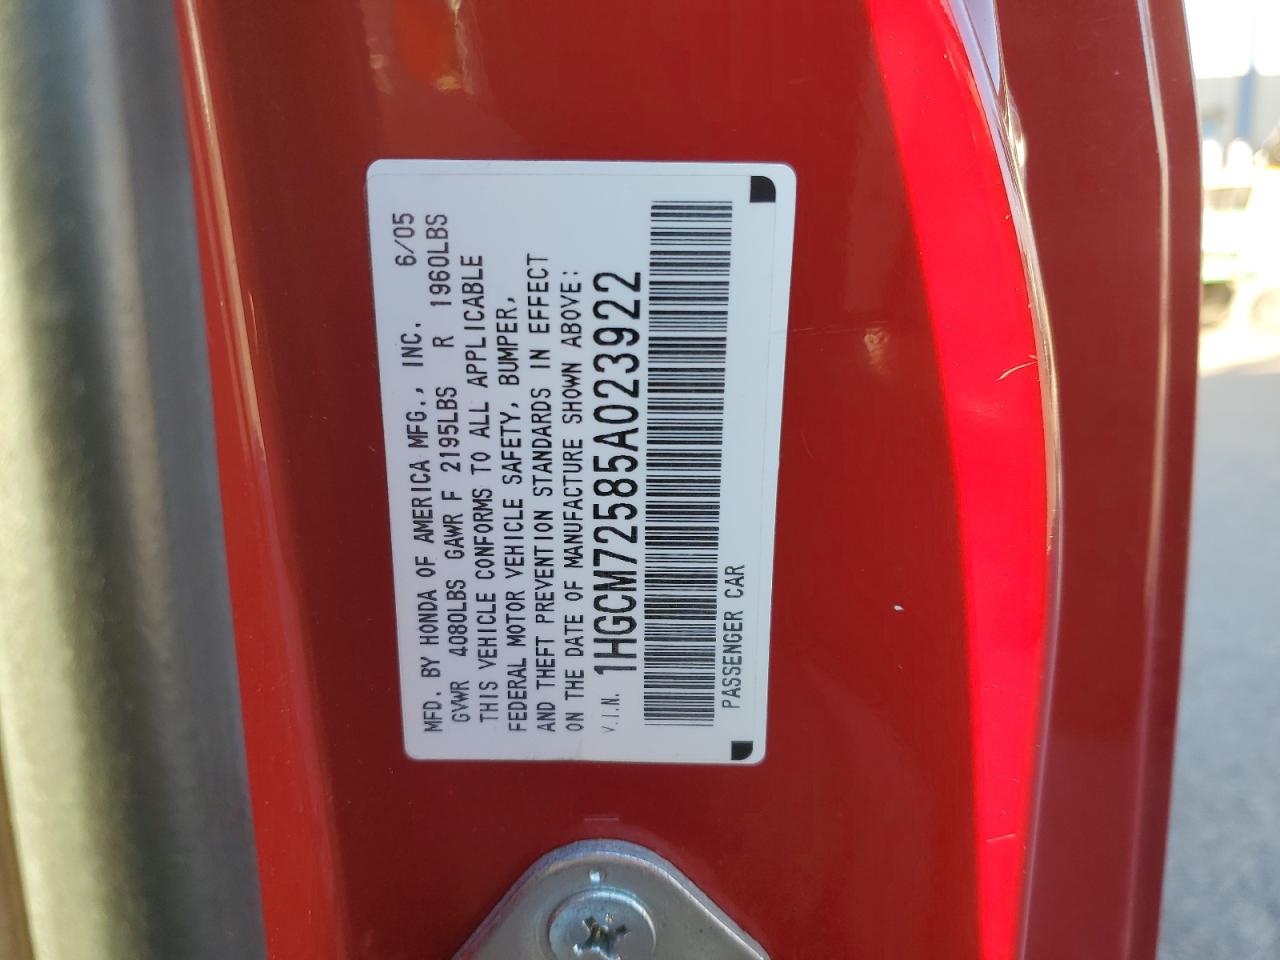 MFD. BY HONDA OF AMERICA MFG., INC. 6/05
GVWR 4080LBS GAWR F 2195LBS R 1960LBS
THIS VEHICLE CONFORMS TO ALL APPLICABLE
FEDERAL MOTOR VEHICLE SAFETY, BUMPER,
AND THEFT PREVENTION STANDARDS IN EFFECT
ON THE DATE OF MANUFACTURE SHOWN ABOVE:
V.I.N. 1HGCM72585A023922
PASSENGER CAR